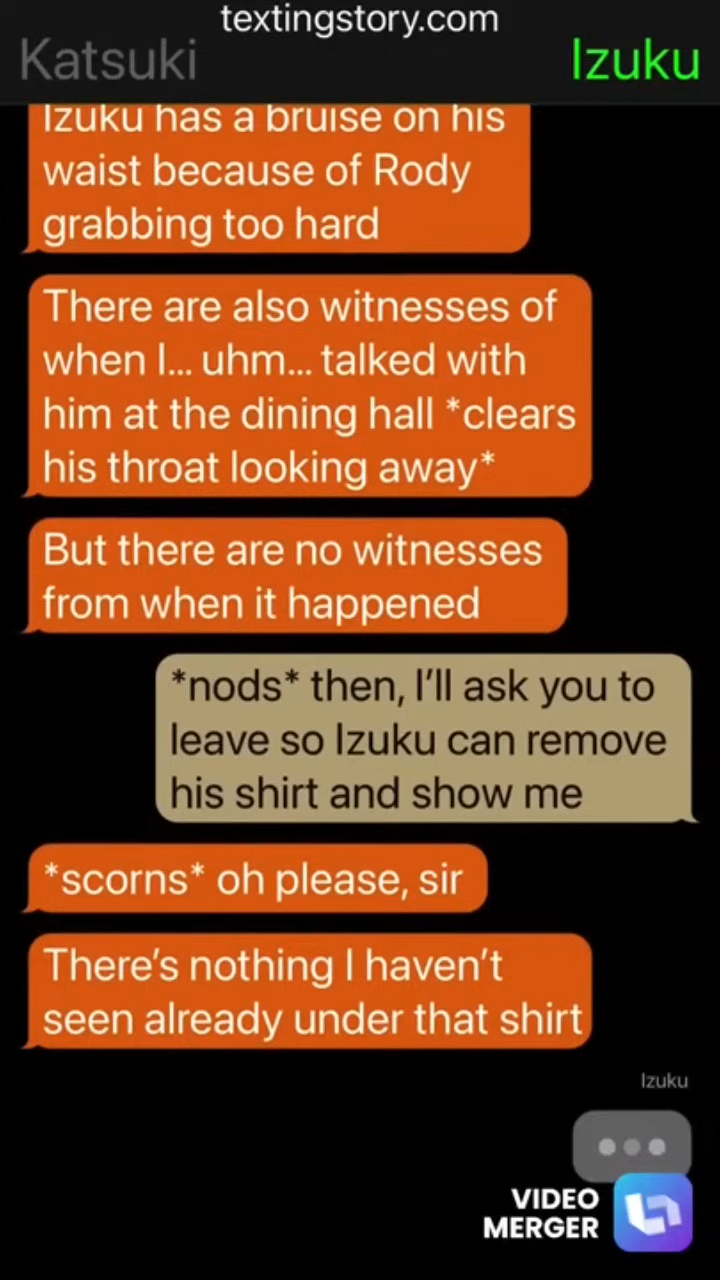 textingstory.com
Katsuki
Izuku
Izuku has a bruise on his
waist because of Rody
grabbing too hard
There are also witnesses of
when I... uhm... talked with
him at the dining hall *clears
his throat looking away*
But there are no witnesses
from when it happened
*nods* then, I'll ask you to
leave so Izuku can remove
his shirt and show me
*scorns* oh please, sir
There's nothing I haven't
seen already under that shirt
Izuku
VIDEO
MERGER